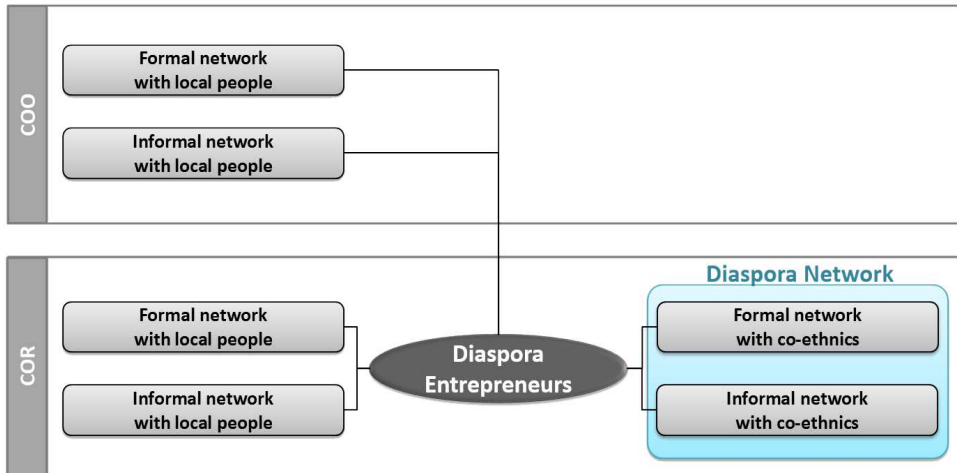 COO
Formal network
with local people
Informal network
with local people
COR
Formal network
with local people
Informal network
with local people
Diaspora
Entrepreneurs
Diaspora Network
Formal network
with co-ethnics
Informal network
with co-ethnics